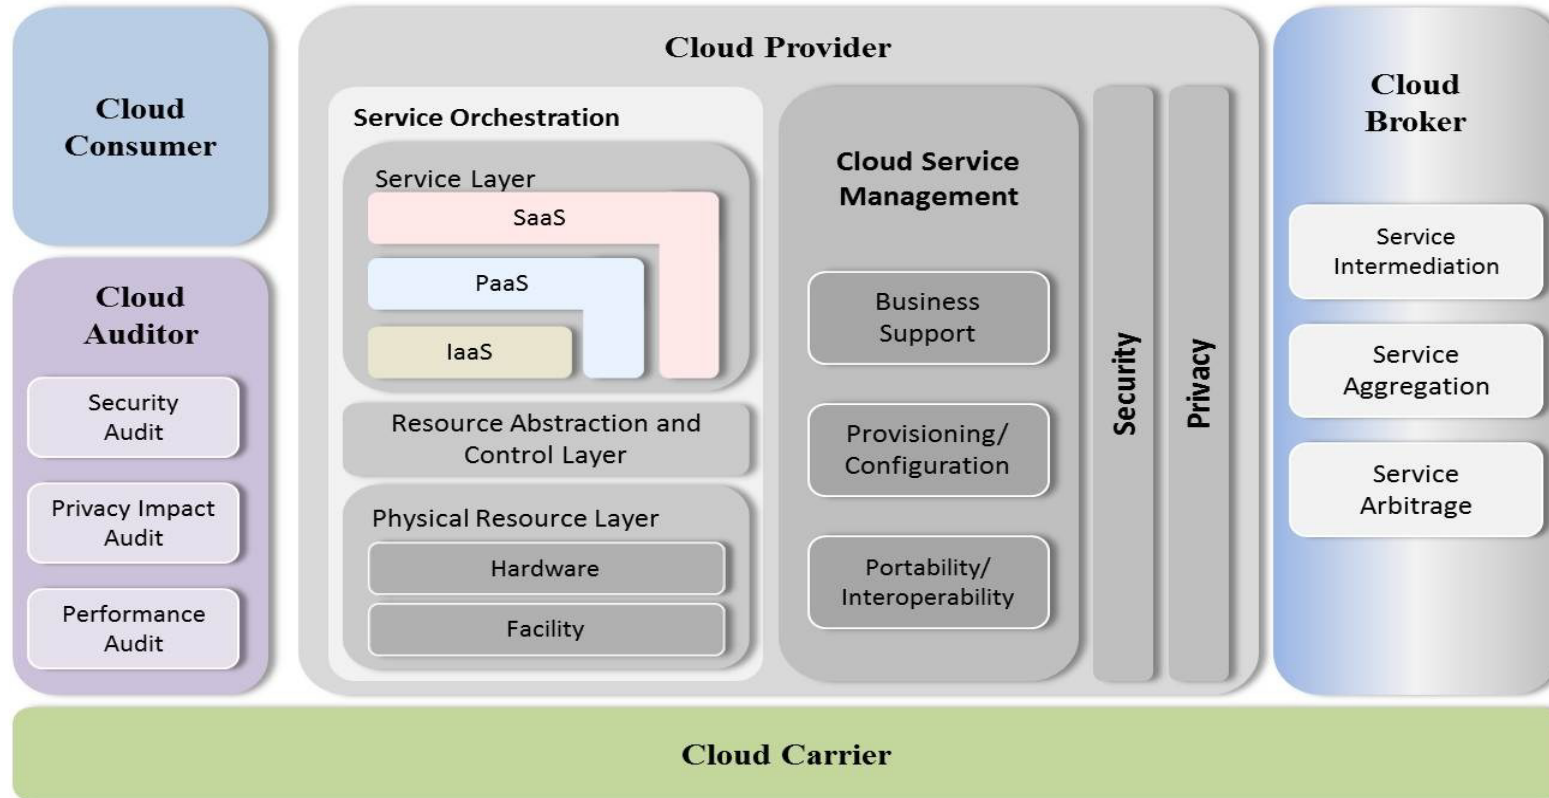 Cloud
Consumer
Cloud
Auditor
Security
Audit
Privacy Impact
Audit
Performance
Audit
Cloud Provider
Service Orchestration
Service Layer
SaaS
PaaS
IaaS
Resource Abstraction and
Control Layer
Physical Resource Layer
Hardware
Facility
Cloud Service
Management
Business
Support
Provisioning/
Configuration
Portability/
Interoperability
Security
Privacy
Cloud
Broker
Service
Intermediation
Service
Aggregation
Service
Arbitrage
Cloud Carrier